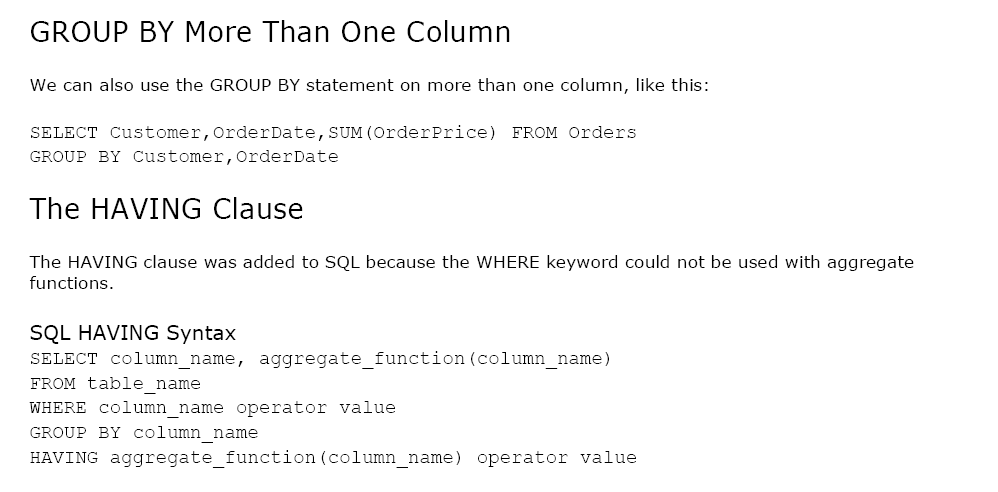 GROUP BY More Than One Column
We can also use the GROUP BY statement on more than one column, like this:
SELECT Customer,OrderDate,SUM(OrderPrice) FROM Orders
GROUP BY Customer,OrderDate
The HAVING Clause
The HAVING clause was added to SQL because the WHERE keyword could not be used with aggregate
functions.
SQL HAVING Syntax
SELECT column_name, aggregate_function(column_name)
FROM table_name
WHERE column_name operator value
GROUP BY column_name
HAVING aggregate_function(column_name) operator value